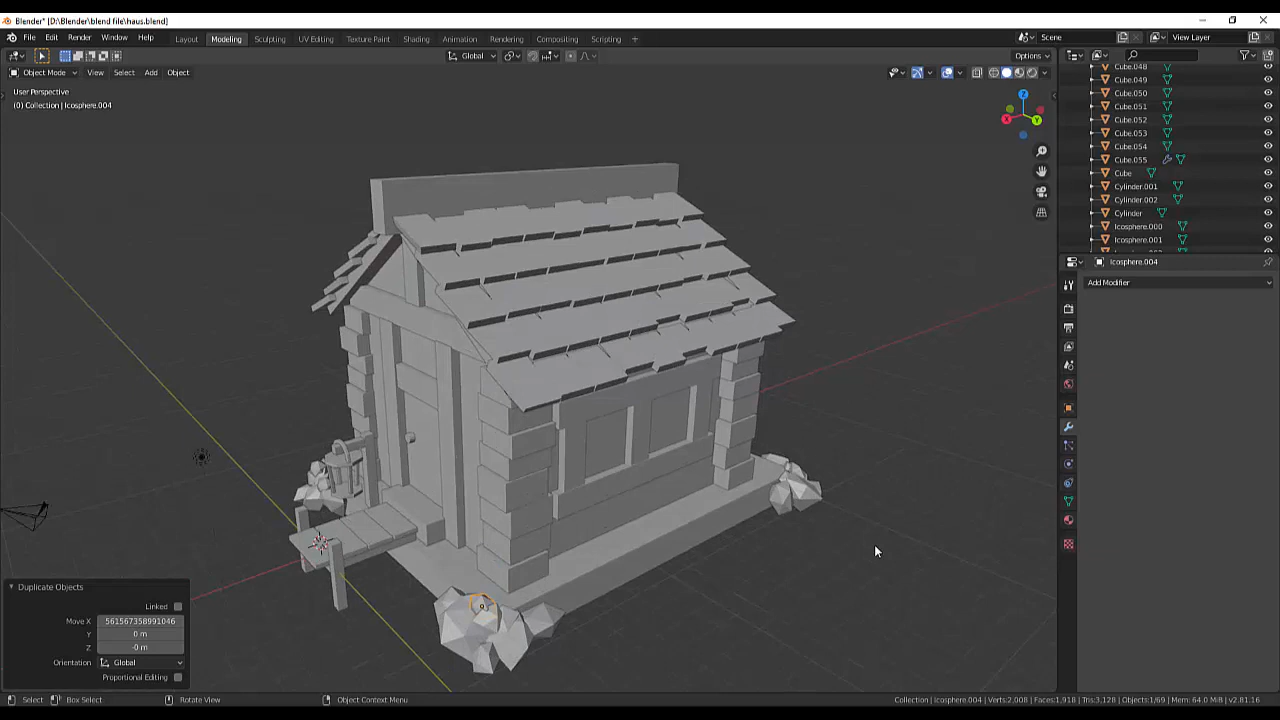 Blender* [D:\Blender\blend file\haus.blend]
File Edit Render Window Help
Layout Modeling Sculpting UV Editing Texture Paint Shading Animation Rendering Compositing Scripting +
Scene
View Layer
Global
Options
Object Mode View Select Add Object
User Perspective
(0) Collection | Icosphere.004
Z
X
Y
Cube.048
Cube.049
Cube.050
Cube.051
Cube.052
Cube.053
Cube.054
Cube.055
Cube
Cylinder.001
Cylinder.002
Cylinder
Icosphere.000
Icosphere.001
Icosphere.004
Add Modifier
Duplicate Objects
Linked
Move X 561567358991046
Y 0 m
Z -0 m
Orientation Global
Proportional Editing
Select Box Select Rotate View Object Context Menu
Collection | Icosphere.004 | Verts:2,008 | Faces:1,918 | Tris:3,128 | Objects:1/69 | Mem: 64.0 MiB | v2.81.16